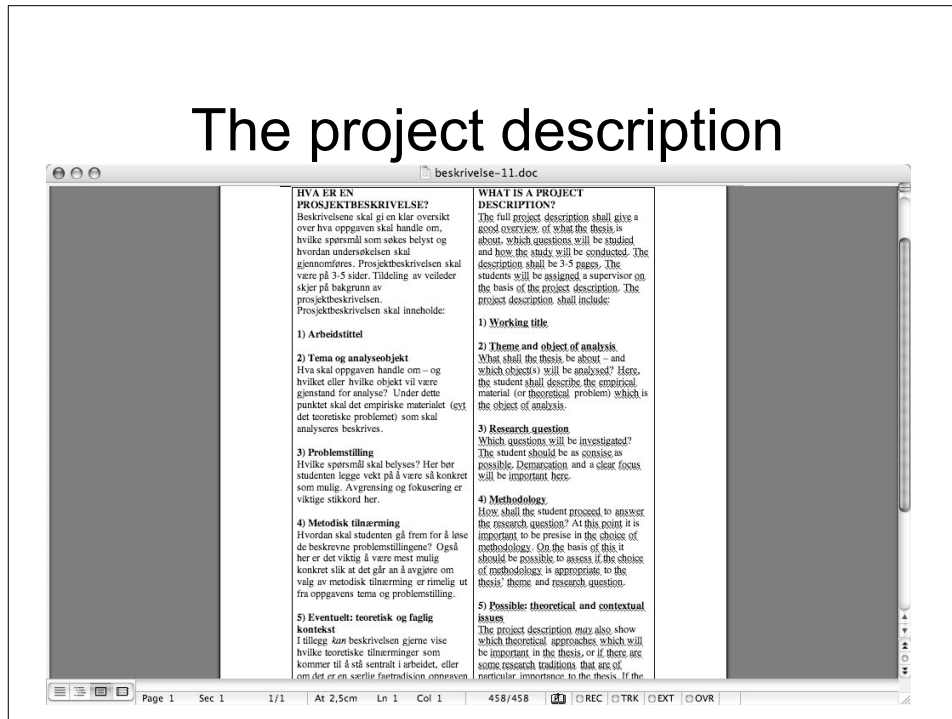 The project description
beskrivelse-11.doc
HVA ER EN
PROSJEKTBESKRIVELSE?
Beskrivelsene skal gi en klar oversikt
over hva oppgaven skal handle om,
hvilke spørsmål som søkes belyst og
hvordan undersøkelsen skal
gjennomføres. Prosjektbeskrivelsen skal
være på 3-5 sider. Tildeling av veileder
skjer på bakgrunn av
prosjektbeskrivelsen.
Prosjektbeskrivelsen skal inneholde:
1) Arbeidstittel
2) Tema og analyseobjekt
Hva skal oppgaven handle om – og
hvilket eller hvilke objekt vil være
gjenstand for analyse? Under dette
punktet skal det empiriske materialet (evt
det teoretiske problemet) som skal
analyseres beskrives.
3) Problemstilling
Hvilke spørsmål skal belyses? Her bør
studenten legge vekt på å være så konkret
som mulig. Avgrensing og fokusering er
viktige stikkord her.
4) Metodisk tilnærming
Hvordan skal studenten gå frem for å løse
de beskrevne problemstillingene? Også
her er det viktig å være mest mulig
konkret slik at det går an å avgjøre om
valg av metodisk tilnærming er rimelig ut
fra oppgavens tema og problemstilling.
5) Eventuelt: teoretisk og faglig
kontekst
I tillegg kan beskrivelsen gjerne vise
hvilke teoretiske tilnærminger som
kommer til å stå sentralt i arbeidet, eller
om det er en særlig fagtradisjon oppgaven
WHAT IS A PROJECT
DESCRIPTION?
The full project description shall give a
good overview of what the thesis is
about, which questions will be studied
and how the study will be conducted. The
description shall be 3-5 pages. The
students will be assigned a supervisor on
the basis of the project description. The
project description shall include:
1) Working title
2) Theme and object of analysis
What shall the thesis be about – and
which object(s) will be analysed? Here,
the student shall describe the empirical
material (or theoretical problem) which is
the object of analysis.
3) Research question
Which questions will be investigated?
The student should be as consise as
possible. Demarcation and a clear focus
will be important here.
4) Methodology
How shall the student proceed to answer
the research question? At this point it is
important to be presise in the choice of
methodology. On the basis of this it
should be possible to assess if the choice
of methodology is appropriate to the
thesis' theme and research question.
5) Possible: theoretical and contextual
issues
The project description may also show
which theoretical approaches which will
be important in the thesis, or if there are
some research traditions that are of
particular importance to the thesis. If the
Page 1 Sec 1 1/1 At 2,5cm Ln 1 Col 1 458/458 REC TRK EXT OVR